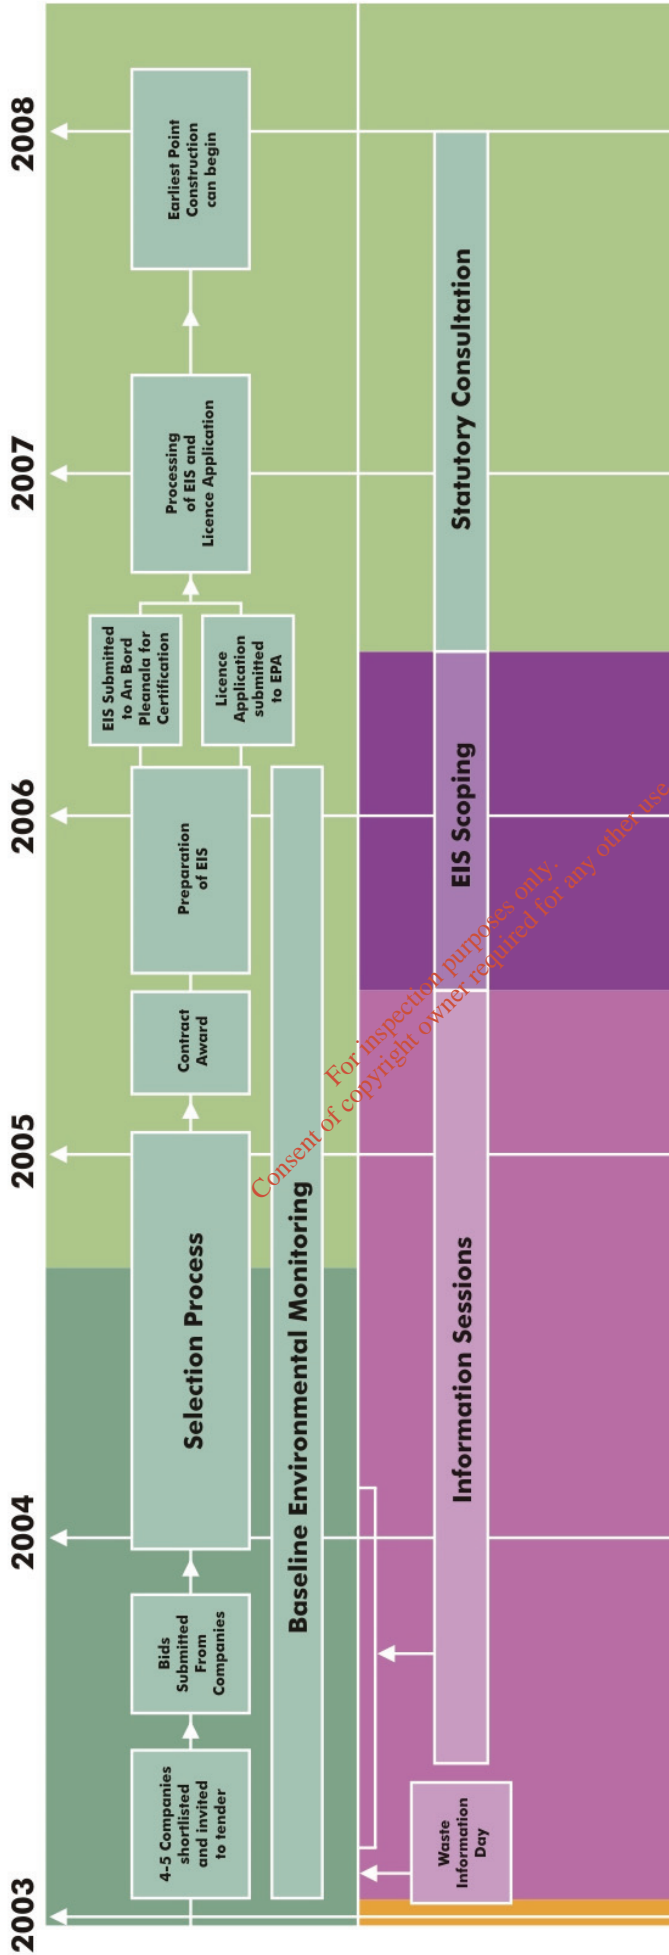 2003
2004
2005
2006
2007
2008
4-5 Companies
shortlisted
and invited
to tender
Bids
Submitted
From
Companies
Selection Process
Contract
Award
Preparation
of EIS
EIS Submitted
to An Bord
Pleanala for
Certification
Licence
Application
submitted
to EPA
Processing
of EIS and
Licence Application
Earliest Point
Construction
can begin
Baseline Environmental Monitoring
Waste
Information
Day
Information Sessions
EIS Scoping
Statutory Consultation
For inspection purposes only.
Consent of copyright owner required for any other use